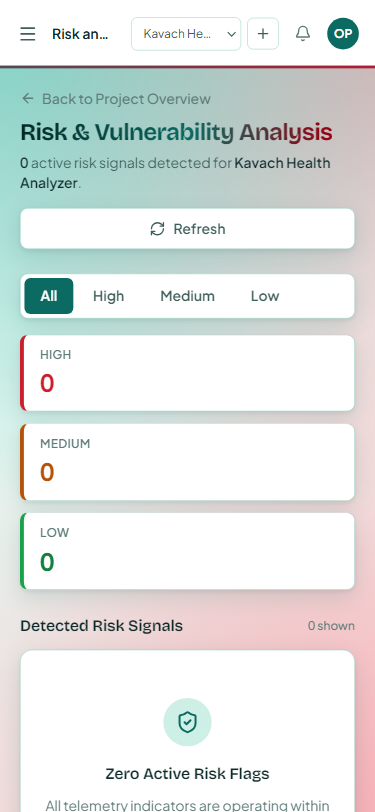 Risk an...
Kavach He...
OP
Back to Project Overview
Risk & Vulnerability Analysis
0 active risk signals detected for Kavach Health
Analyzer.
Refresh
All High Medium Low
HIGH
0
MEDIUM
0
LOW
0
Detected Risk Signals
0 shown
Zero Active Risk Flags
All telemetry indicators are operating within